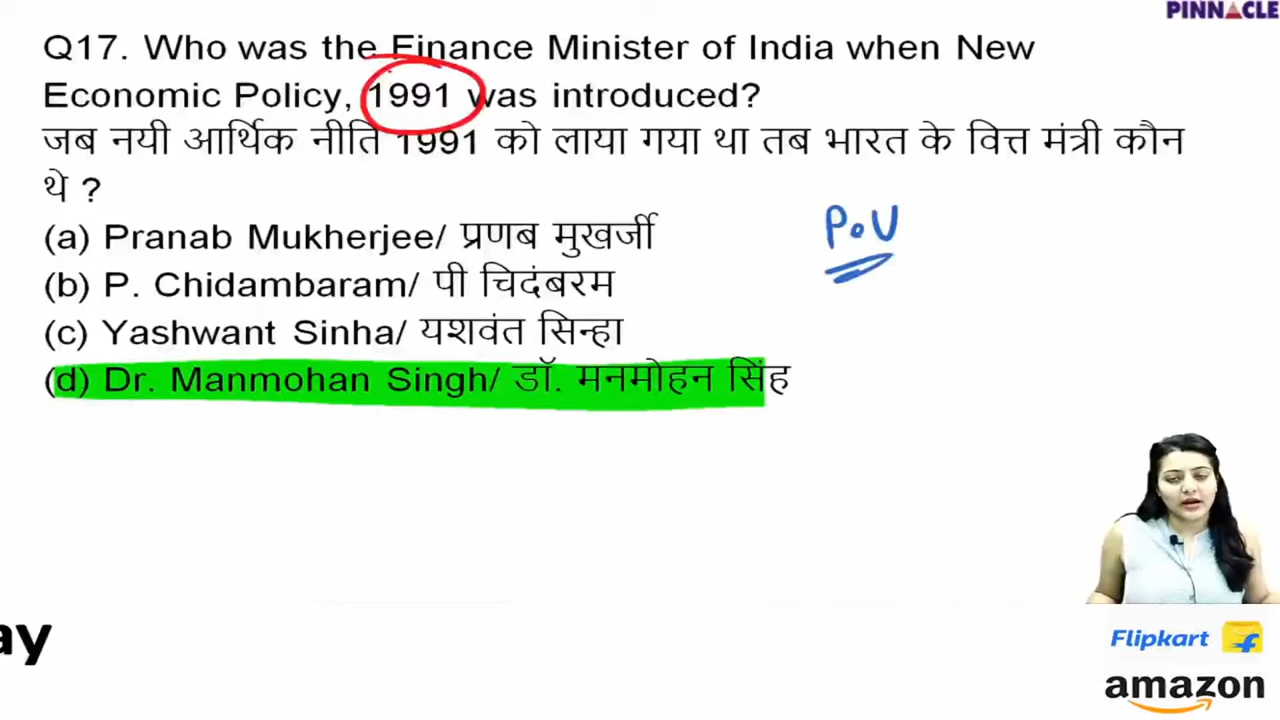 PINNACLE
Q17. Who was the Finance Minister of India when New
Economic Policy, 1991 was introduced?
जब नयी आर्थिक नीति 1991 को लाया गया था तब भारत के वित्त मंत्री कौन
थे ?
(a) Pranab Mukherjee/ प्रणब मुखर्जी
P.V
(b) P. Chidambaram/ पी चिदंबरम
(c) Yashwant Sinha/ यशवंत सिन्हा
(d) Dr. Manmohan Singh/ डॉ. मनमोहन सिंह
ay
Flipkart
amazon